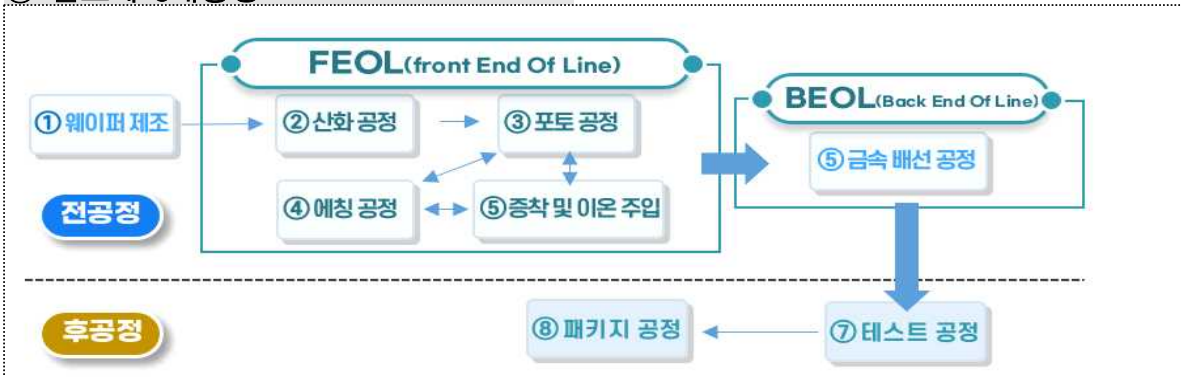 FEOL(front End Of Line)
BEOL(Back End Of Line)
①웨이퍼 제조
②산화 공정
③포토 공정
⑤금속 배선 공정
전공정
④에칭 공정
⑤증착 및 이온 주입
후공정
⑧패키지 공정
⑦테스트 공정